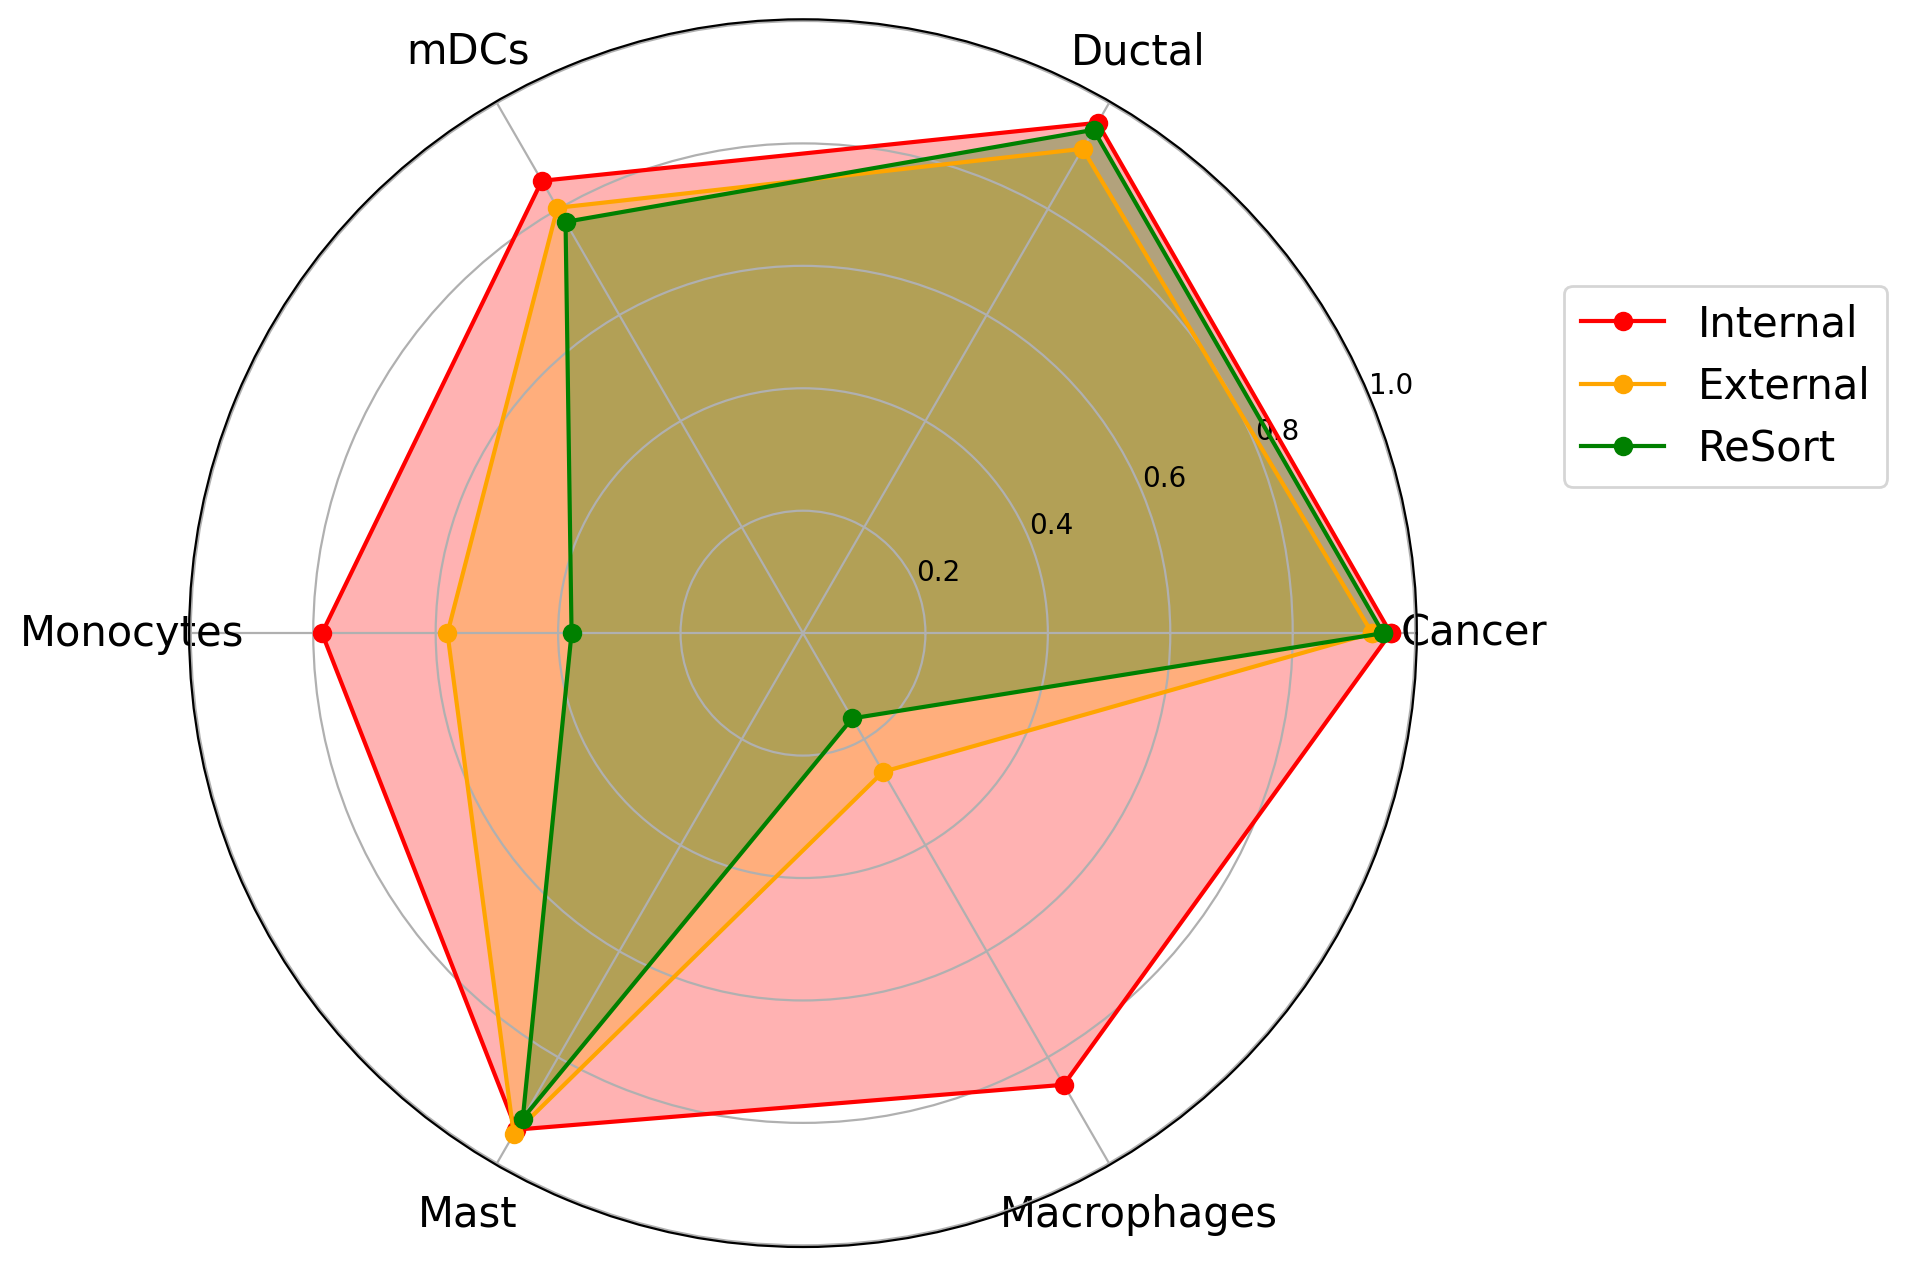 mDCs
Ductal
Internal
External
ReSort
1.0
0.8
0.6
0.4
0.2
Monocytes
Cancer
Mast
Macrophages